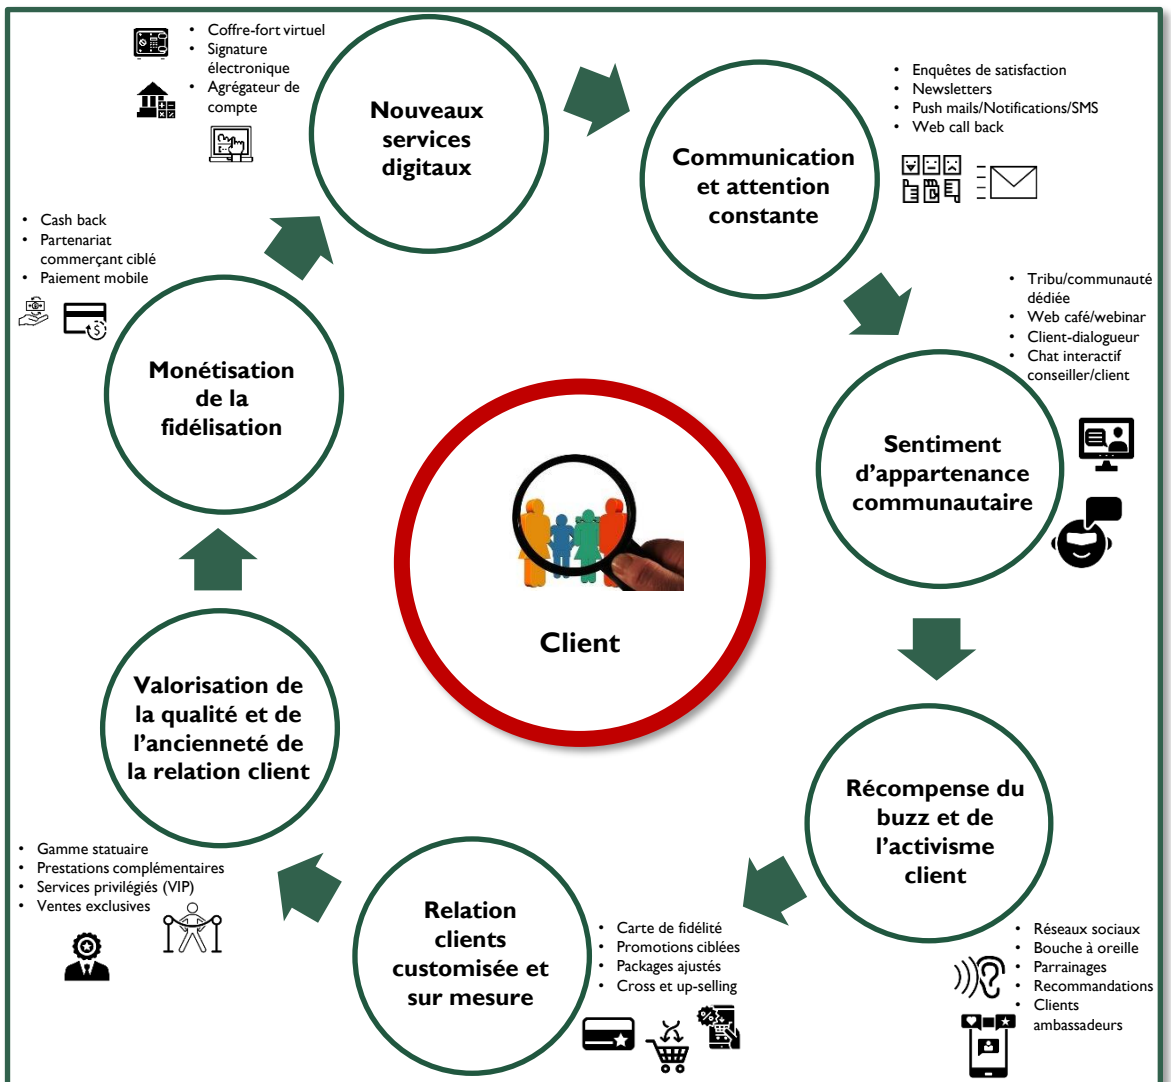 • Coffre-fort virtuel
• Signature
électronique
• Agrégateur de
compte
Nouveaux
services
digitaux
• Enquêtes de satisfaction
• Newsletters
• Push mails/Notifications/SMS
• Web call back
Communication
et attention
constante
• Tribu/communauté
dédiée
• Web café/webinar
• Client-dialogueur
• Chat interactif
conseiller/client
Sentiment
d’appartenance
communautaire
Récompense du
buzz et de
l’activisme
client
• Réseaux sociaux
• Bouche à oreille
• Parrainages
• Recommandations
• Clients
ambassadeurs
Relation
clients
customisée et
sur mesure
• Carte de fidélité
• Promotions ciblées
• Packages ajustés
• Cross et up-selling
Valorisation de
la qualité et de
l’ancienneté de
la relation client
• Gamme statuaire
• Prestations complémentaires
• Services privilégiés (VIP)
• Ventes exclusives
Monétisation
de la
fidélisation
• Cash back
• Partenariat
commerçant ciblé
• Paiement mobile
Client